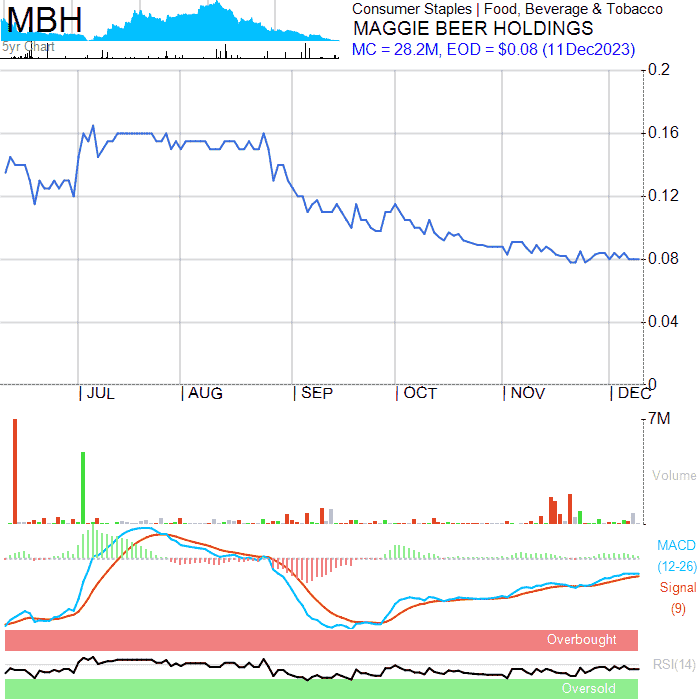 MBH
5yr Chart
Consumer Staples | Food, Beverage & Tobacco
MAGGIE BEER HOLDINGS
MC = 28.2M, EOD = $0.08 (11Dec2023)
0.2
0.16
0.12
0.08
0.04
0
JUL AUG SEP OCT NOV DEC
7M
Volume
MACD
(12-26)
Signal
(9)
Overbought
RSI(14)
Oversold